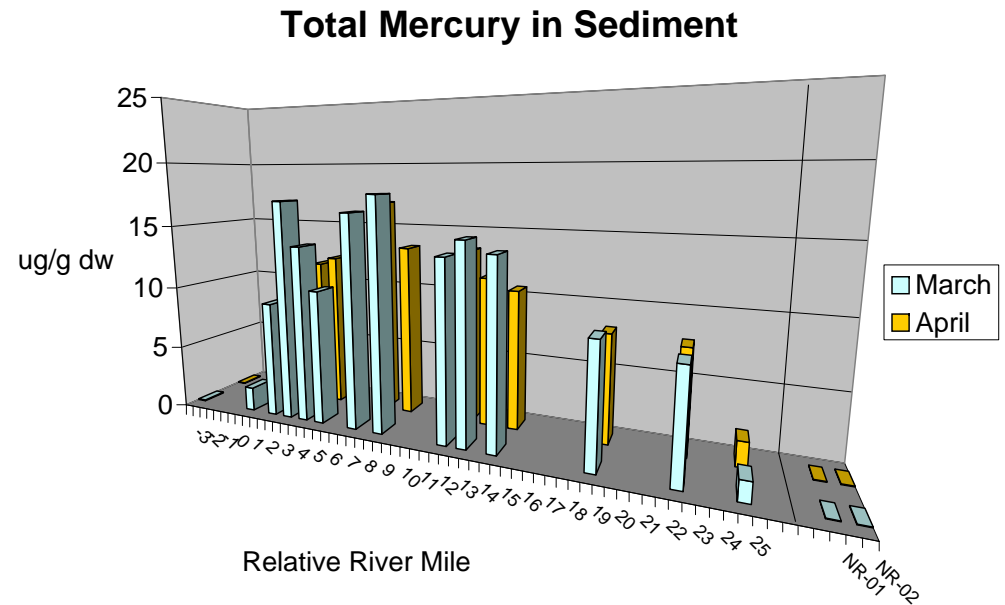 Total Mercury in Sediment
25
20
15
10
5
0
ug/g dw
March
April
-3 -2 -1 0 1 2 3 4 5 6 7 8 9 10 11 12 13 14 15 16 17 18 19 20 21 22 23 24 25 NR-01 NR-02
Relative River Mile